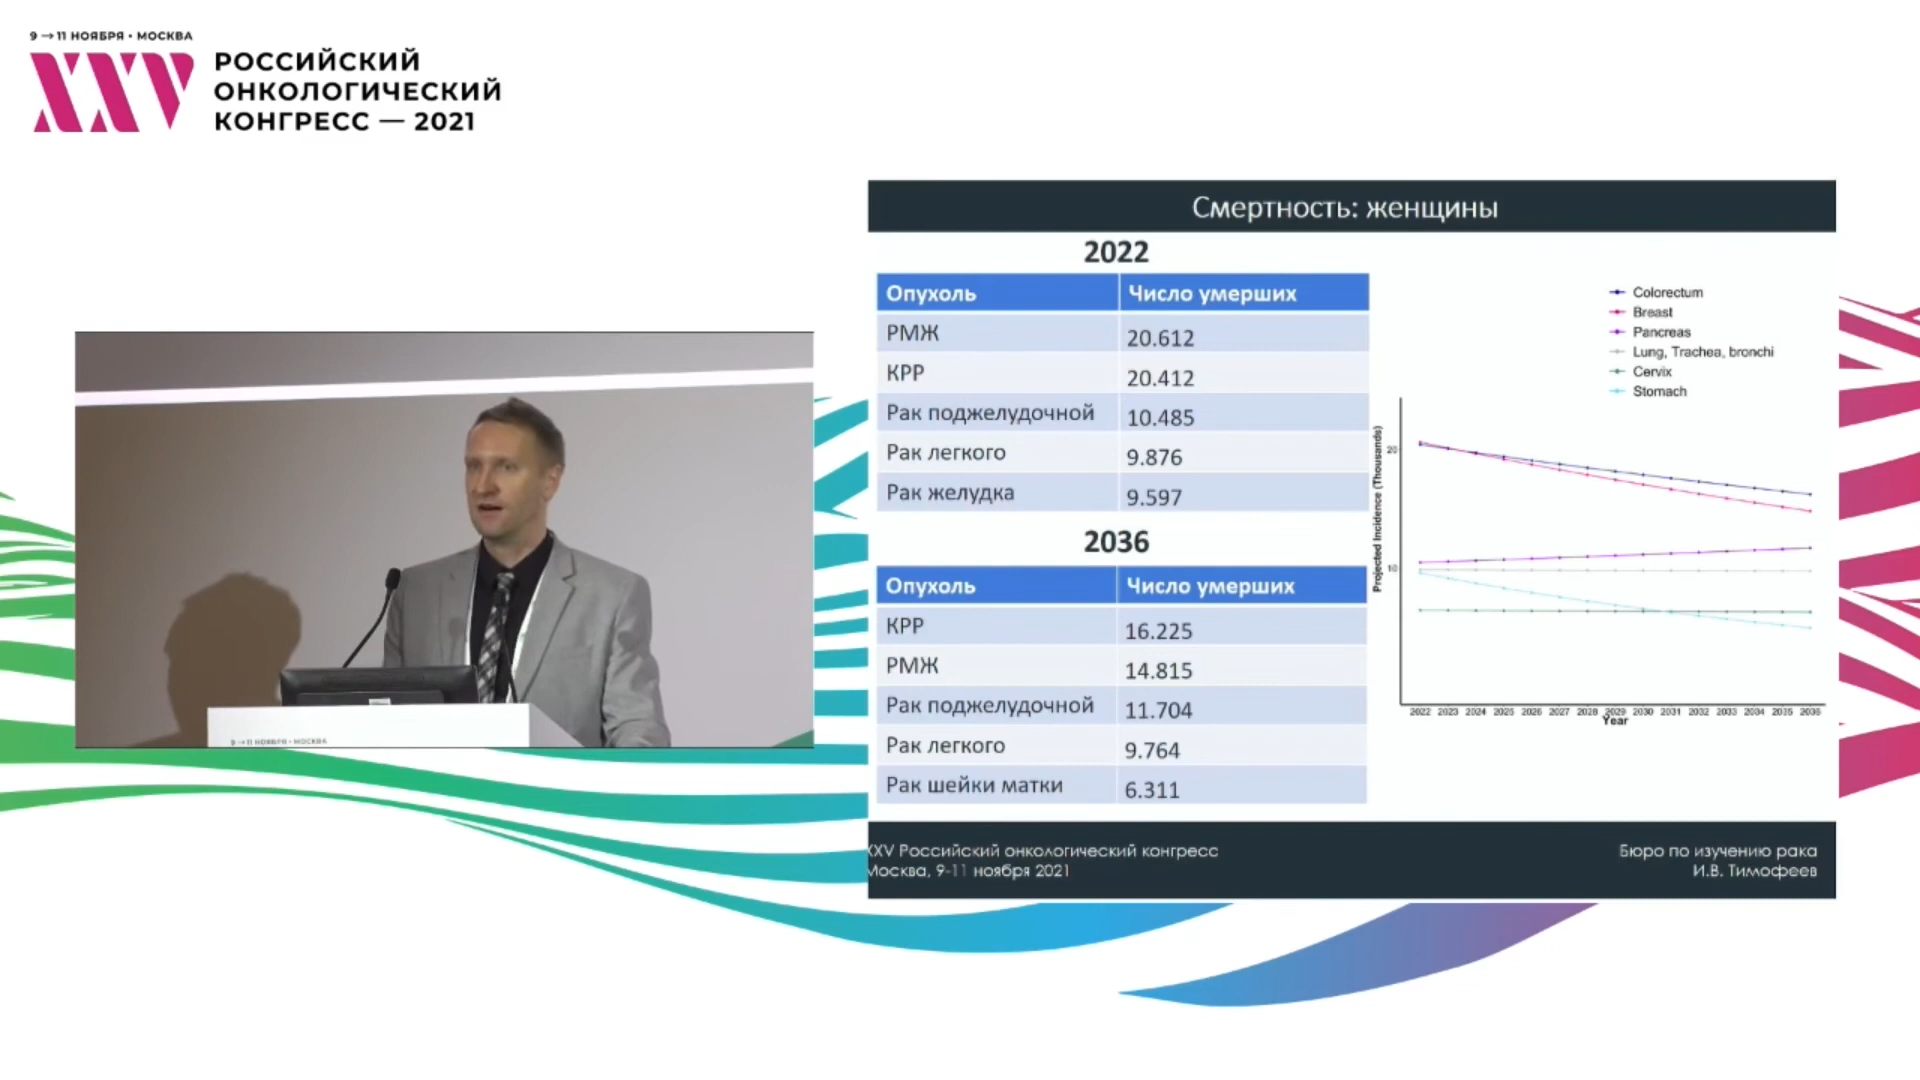 9 → 11 НОЯБРЯ • МОСКВА
XXV
РОССИЙСКИЙ
ОНКОЛОГИЧЕСКИЙ
КОНГРЕСС — 2021
9 → 11 НОЯБРЯ • МОСКВА
Смертность: женщины
2022
Опухоль Число умерших
РМЖ 20.612
КРР 20.412
Рак поджелудочной 10.485
Рак легкого 9.876
Рак желудка 9.597
2036
Опухоль Число умерших
КРР 16.225
РМЖ 14.815
Рак поджелудочной 11.704
Рак легкого 9.764
Рак шейки матки 6.311
Colorectum
Breast
Pancreas
Lung, Trachea, bronchi
Cervix
Stomach
Projected Incidence (Thousands)
20
10
2022 2023 2024 2025 2026 2027 2028 2029 2030 2031 2032 2033 2034 2035 2036
Year
XXV Российский онкологический конгресс
Москва, 9-11 ноября 2021
Бюро по изучению рака
И.В. Тимофеев